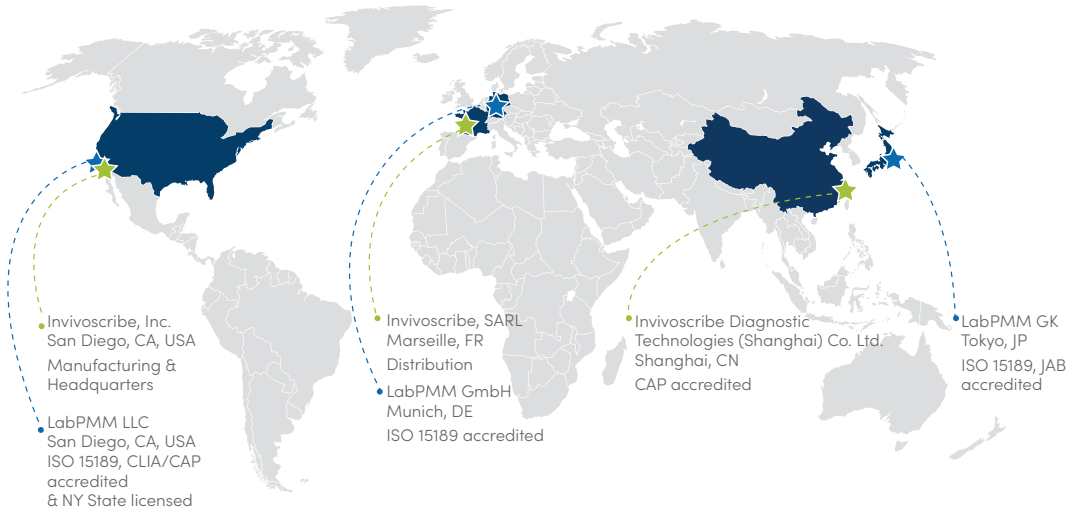 Invivoscribe, Inc.
San Diego, CA, USA
Manufacturing &
Headquarters
LabPMM LLC
San Diego, CA, USA
ISO 15189, CLIA/CAP
accredited
& NY State licensed
Invivoscribe, SARL
Marseille, FR
Distribution
LabPMM GmbH
Munich, DE
ISO 15189 accredited
Invivoscribe Diagnostic
Technologies (Shanghai) Co. Ltd.
Shanghai, CN
CAP accredited
LabPMM GK
Tokyo, JP
ISO 15189, JAB
accredited